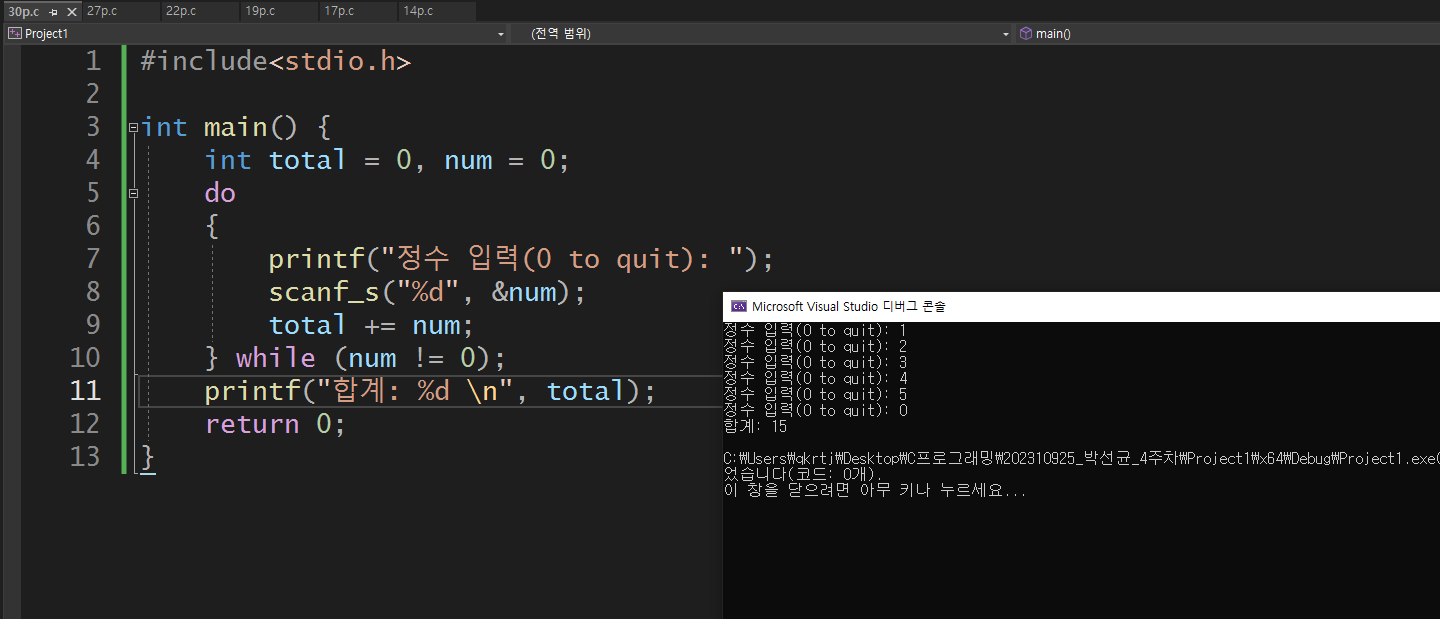 30p.c 27p.c 22p.c 19p.c 17p.c 14p.c
Project1 (전역 범위) main()
1 #include<stdio.h>
2
3 int main() {
4 int total = 0, num = 0;
5 do
6 {
7 printf("정수 입력(0 to quit): ");
8 scanf_s("%d", &num);
9 total += num;
10 } while (num != 0);
11 printf("합계: %d \n", total);
12 return 0;
13 }
C:\ Microsoft Visual Studio 디버그 콘솔
정수 입력(0 to quit): 1
정수 입력(0 to quit): 2
정수 입력(0 to quit): 3
정수 입력(0 to quit): 4
정수 입력(0 to quit): 5
정수 입력(0 to quit): 0
합계: 15
C:₩Users₩qkrtj₩Desktop₩C프로그래밍₩202310925_박선균_4주차₩Project1₩x64₩Debug₩Project1.exe(
었습니다(코드: 0개).
이 창을 닫으려면 아무 키나 누르세요...